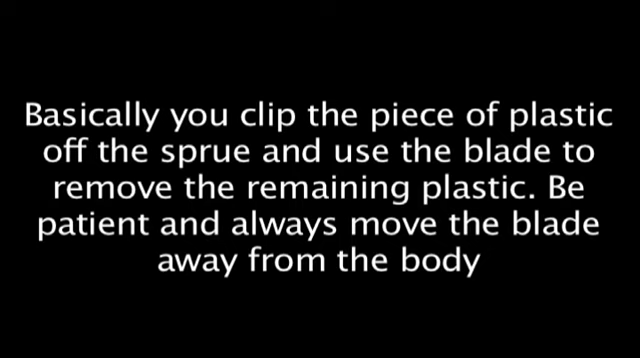 Basically you clip the piece of plastic
off the sprue and use the blade to
remove the remaining plastic. Be
patient and always move the blade
away from the body